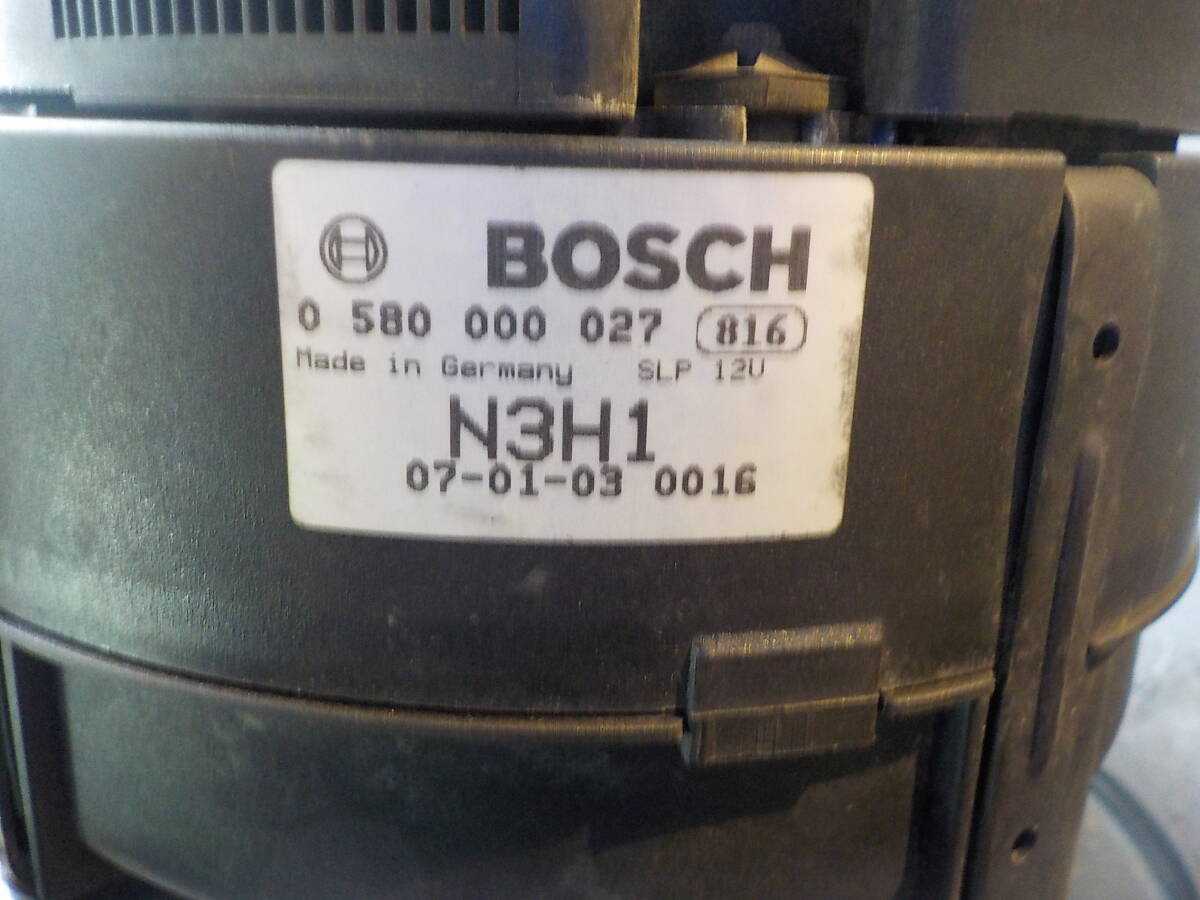 BOSCH
0 580 000 027 816
Made in Germany SLP 12V
N3H1
07-01-03 0016